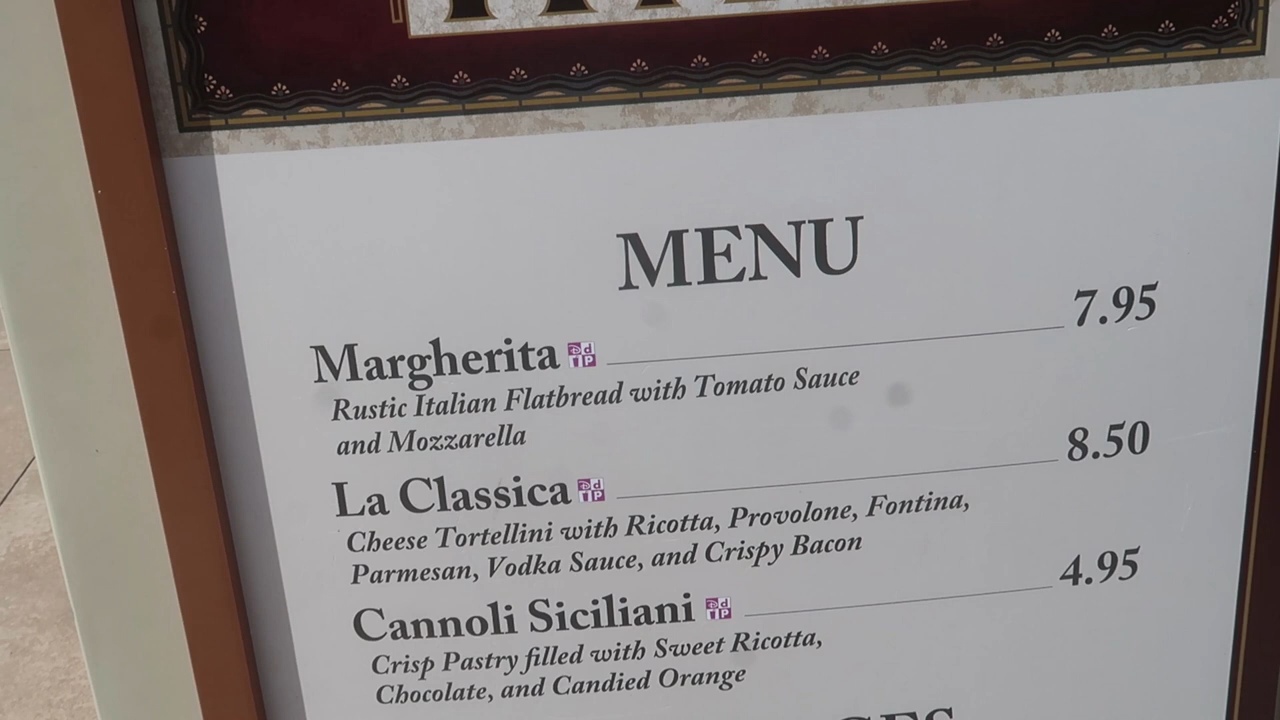 MENU
Margherita 7.95
Rustic Italian Flatbread with Tomato Sauce
and Mozzarella
La Classica 8.50
Cheese Tortellini with Ricotta, Provolone, Fontina,
Parmesan, Vodka Sauce, and Crispy Bacon
Cannoli Siciliani 4.95
Crisp Pastry filled with Sweet Ricotta,
Chocolate, and Candied Orange